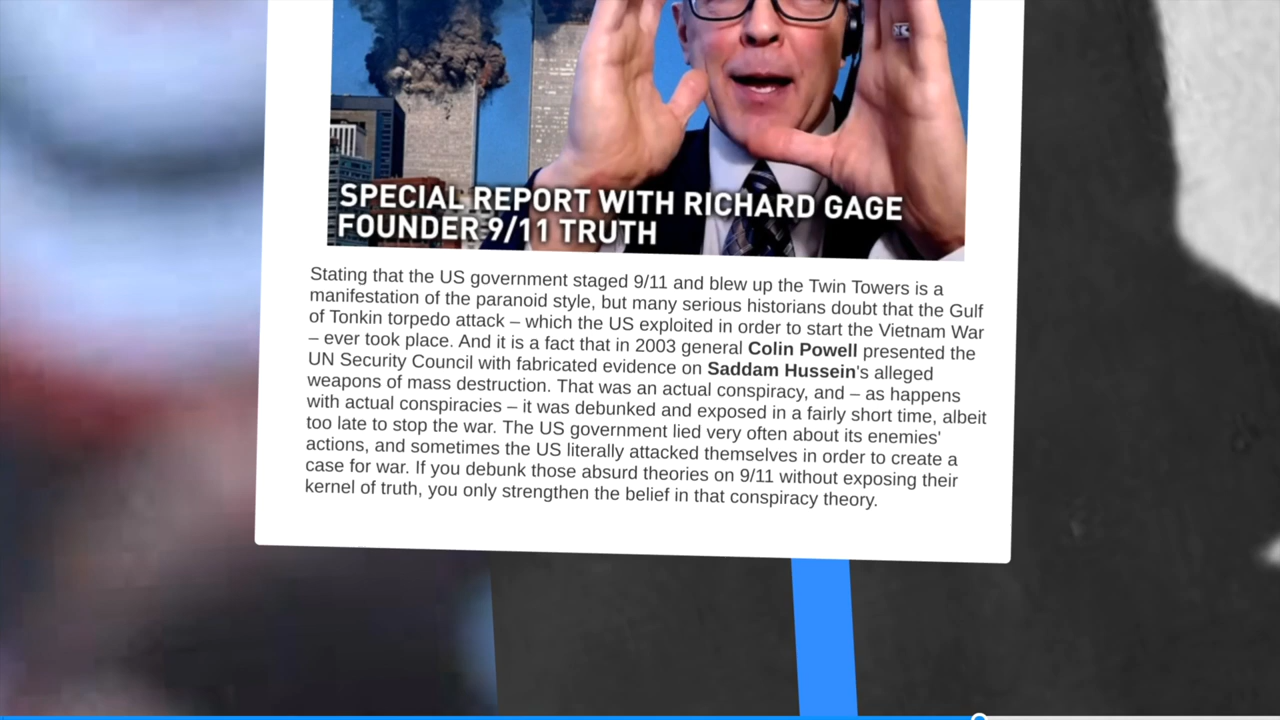 SPECIAL REPORT WITH RICHARD GAGE
FOUNDER 9/11 TRUTH
Stating that the US government staged 9/11 and blew up the Twin Towers is a
manifestation of the paranoid style, but many serious historians doubt that the Gulf
of Tonkin torpedo attack – which the US exploited in order to start the Vietnam War
– ever took place. And it is a fact that in 2003 general Colin Powell presented the
UN Security Council with fabricated evidence on Saddam Hussein's alleged
weapons of mass destruction. That was an actual conspiracy, and – as happens
with actual conspiracies – it was debunked and exposed in a fairly short time, albeit
too late to stop the war. The US government lied very often about its enemies'
actions, and sometimes the US literally attacked themselves in order to create a
case for war. If you debunk those absurd theories on 9/11 without exposing their
kernel of truth, you only strengthen the belief in that conspiracy theory.